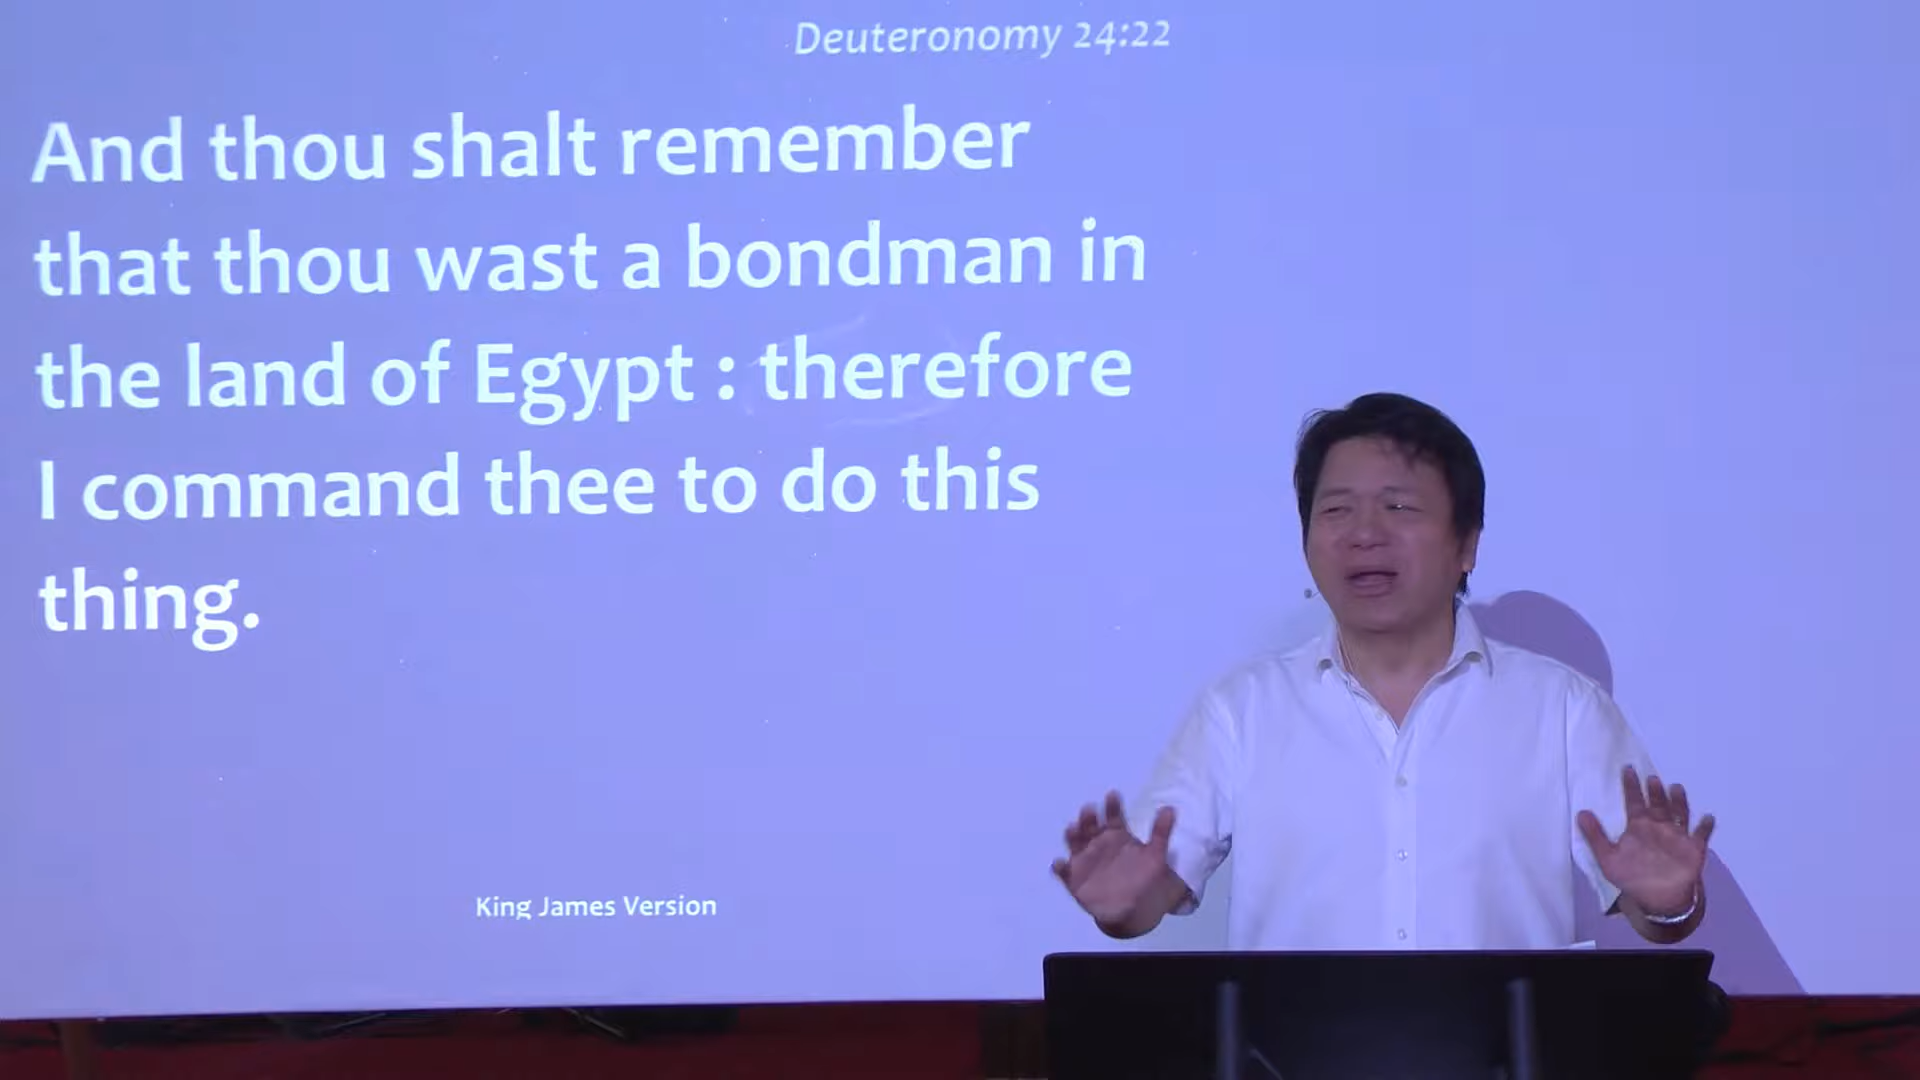 Deuteronomy 24:22
And thou shalt remember
that thou wast a bondman in
the land of Egypt : therefore
I command thee to do this
thing.
King James Version